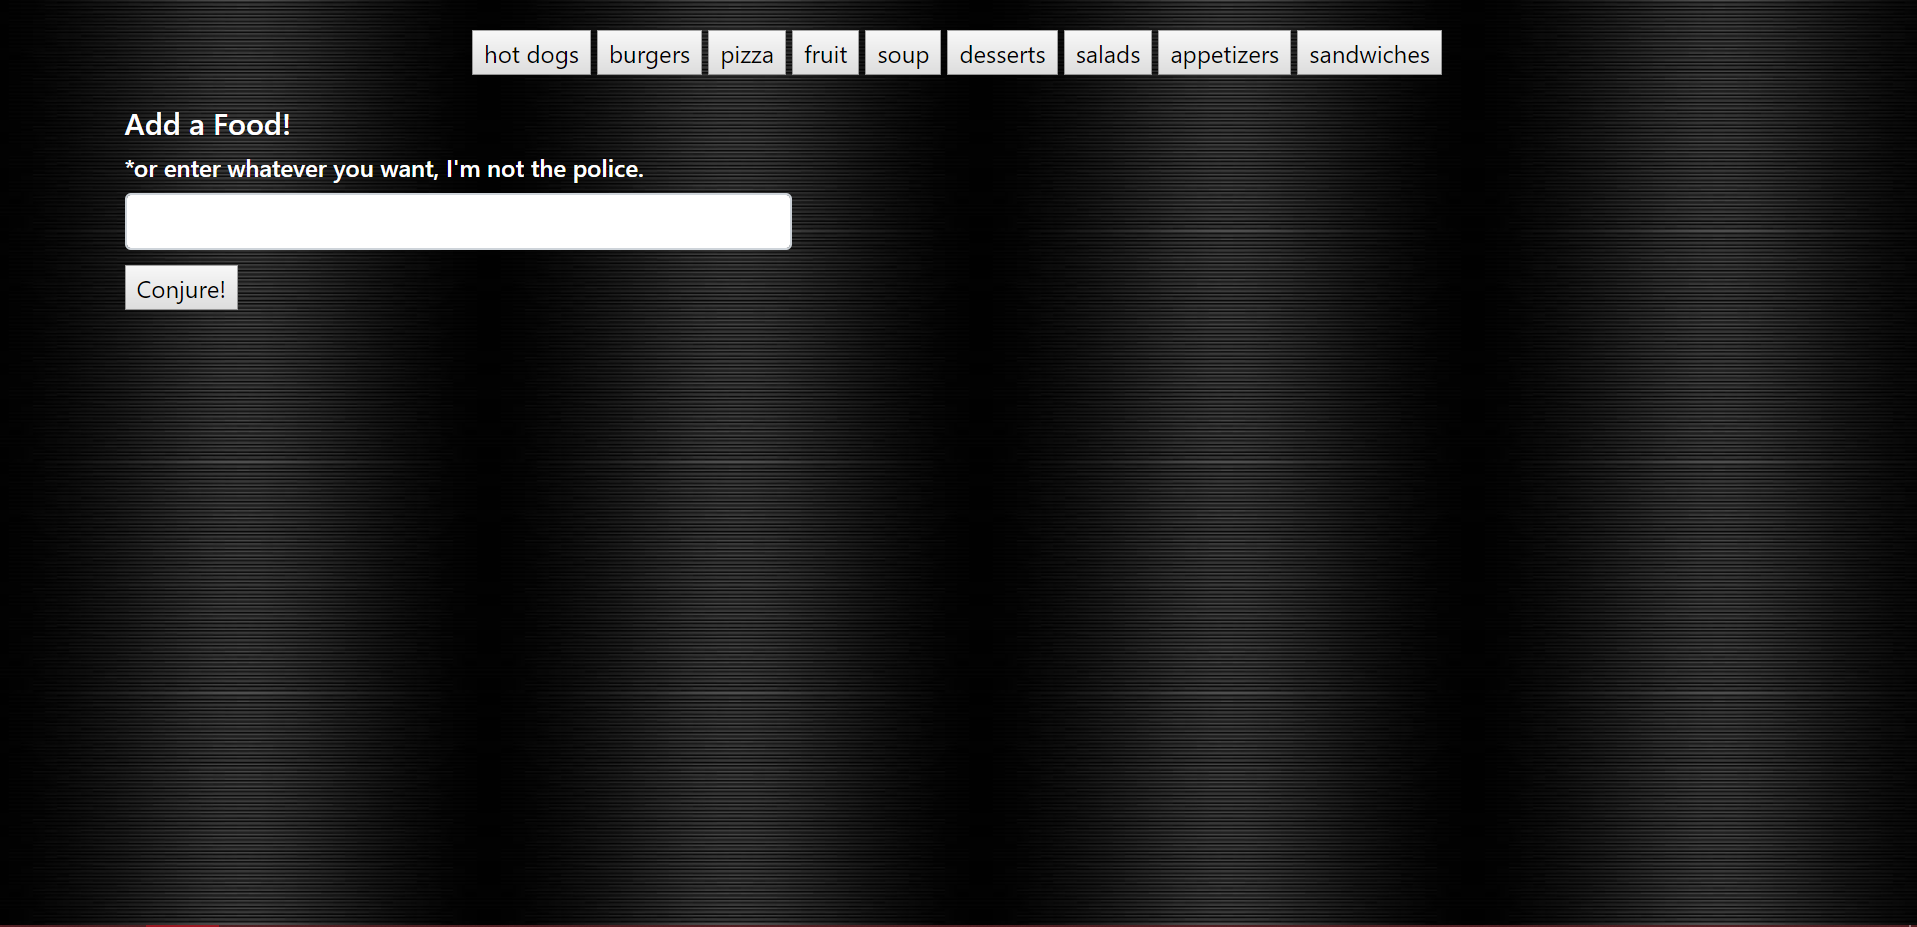 hot dogs burgers pizza fruit soup desserts salads appetizers sandwiches
Add a Food!
*or enter whatever you want, I'm not the police.
Conjure!